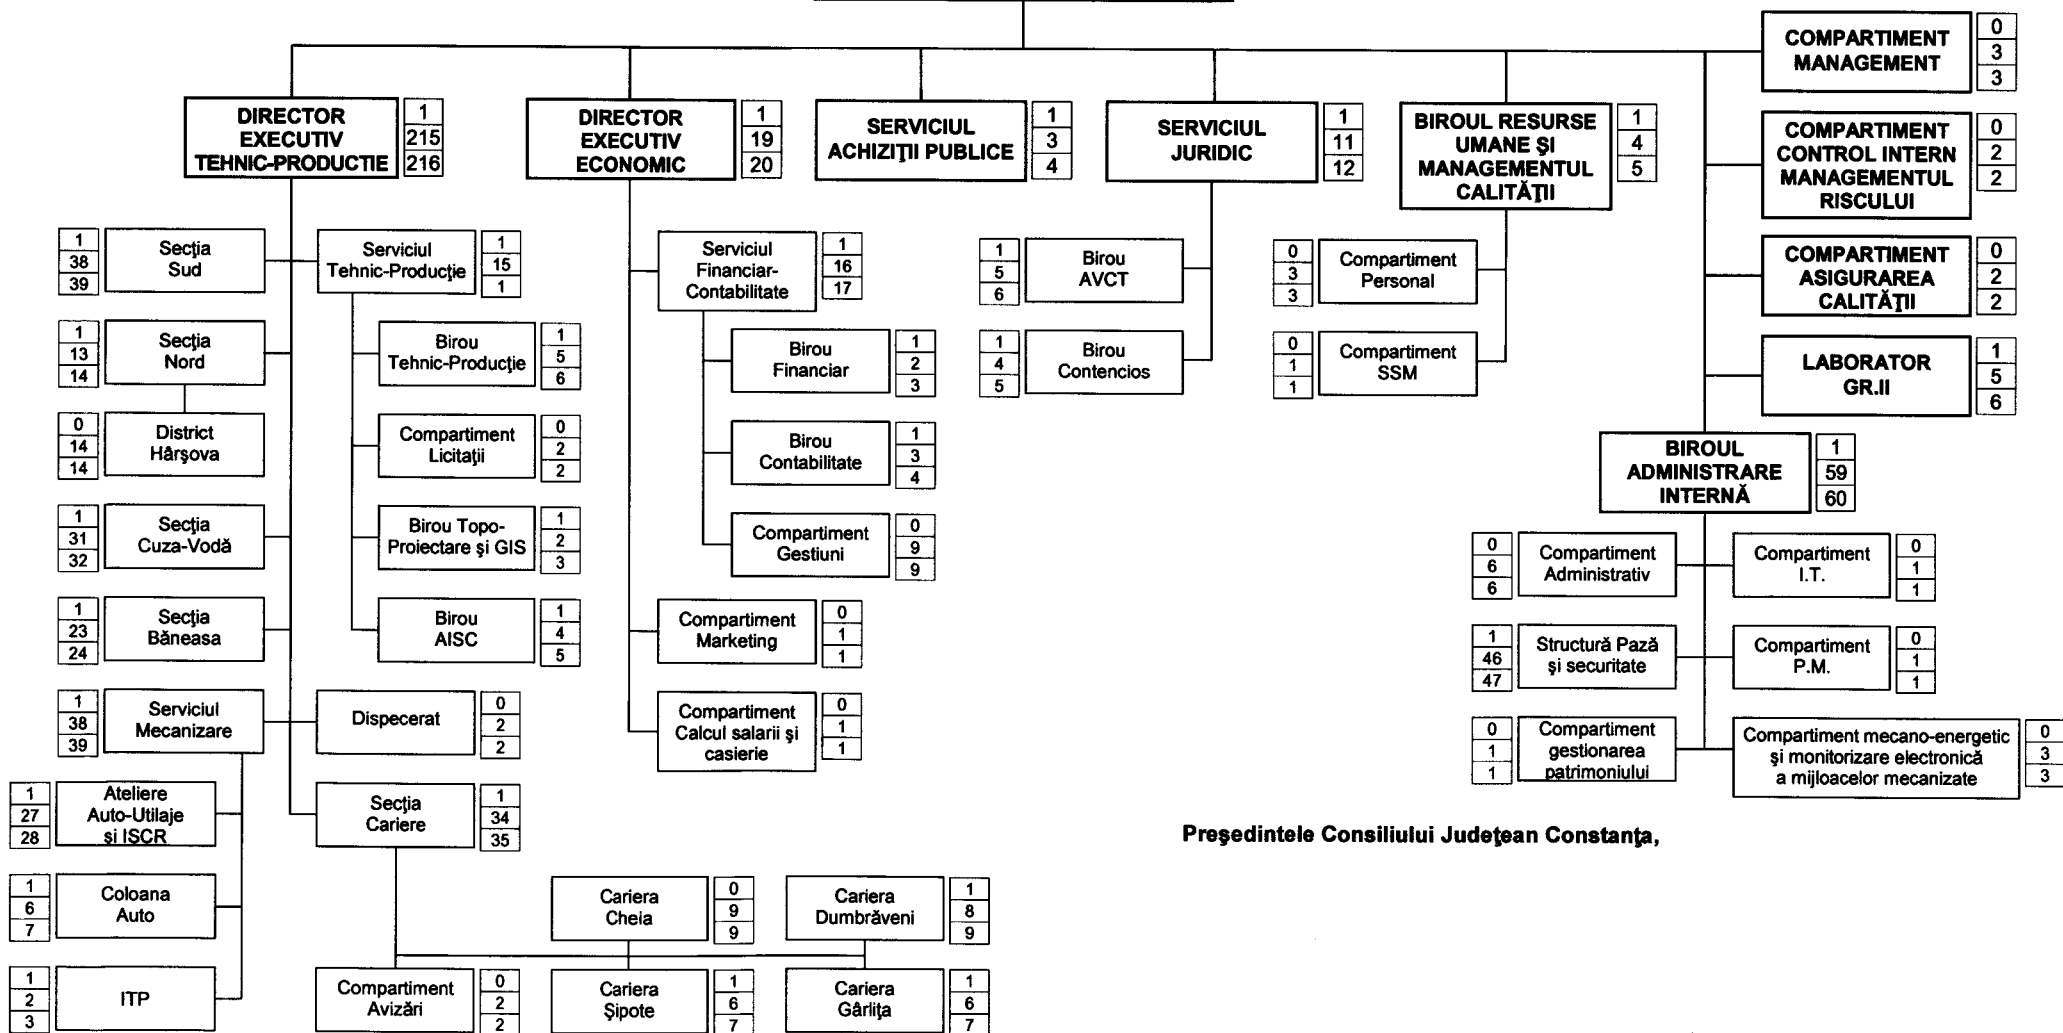 COMPARTIMENT
MANAGEMENT
0
3
3
DIRECTOR
EXECUTIV
TEHNIC-PRODUCTIE
1
215
216
DIRECTOR
EXECUTIV
ECONOMIC
1
19
20
SERVICIUL
ACHIZIŢII PUBLICE
1
3
4
SERVICIUL
JURIDIC
1
11
12
BIROUL RESURSE
UMANE ŞI
MANAGEMENTUL
CALITĂŢII
1
4
5
COMPARTIMENT
CONTROL INTERN
MANAGEMENTUL
RISCULUI
0
2
2
COMPARTIMENT
ASIGURAREA
CALITĂŢII
0
2
2
LABORATOR
GR.II
1
5
6
BIROUL
ADMINISTRARE
INTERNĂ
1
59
60
1
38
39
Secţia
Sud
Serviciul
Tehnic-Producţie
1
15
1
1
13
14
Secţia
Nord
Birou
Tehnic-Producţie
1
5
6
0
14
14
District
Hârşova
Compartiment
Licitaţii
0
2
2
1
31
32
Secţia
Cuza-Vodă
Birou Topo-
Proiectare şi GIS
1
2
3
1
23
24
Secţia
Băneasa
Birou
AISC
1
4
5
1
38
39
Serviciul
Mecanizare
Dispecerat
0
2
2
1
27
28
Ateliere
Auto-Utilaje
si ISCR
Secţia
Cariere
1
34
35
1
6
7
Coloana
Auto
1
2
3
ITP
Compartiment
Avizări
0
2
2
Cariera
Cheia
0
9
9
Cariera
Dumbrăveni
1
8
9
Cariera
Şipote
1
6
7
Cariera
Gârliţa
1
6
7
Serviciul
Financiar-
Contabilitate
1
16
17
Birou
Financiar
1
2
3
Birou
Contabilitate
1
3
4
Compartiment
Gestiuni
0
9
9
Compartiment
Marketing
0
1
1
Compartiment
Calcul salarii şi
casierie
0
1
1
1
5
6
Birou
AVCT
1
4
5
Birou
Contencios
0
3
3
Compartiment
Personal
0
1
1
Compartiment
SSM
0
6
6
Compartiment
Administrativ
Compartiment
I.T.
0
1
1
1
46
47
Structură Pază
şi securitate
Compartiment
P.M.
0
1
1
0
1
1
Compartiment
gestionarea
patrimoniului
Compartiment mecano-energetic
şi monitorizare electronică
a mijloacelor mecanizate
0
3
3
Preşedintele Consiliului Judeţean Constanţa,